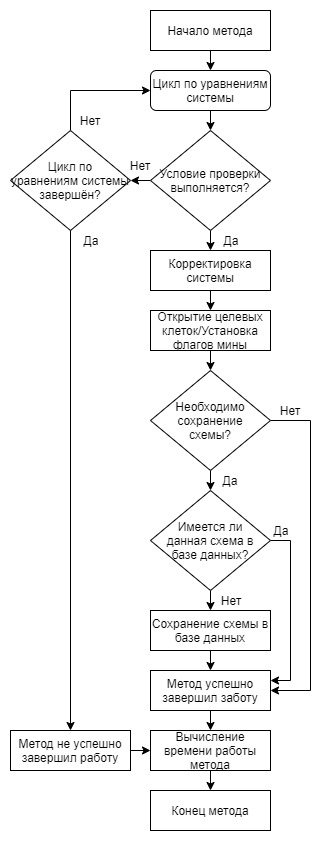 Начало метода
Цикл по уравнениям
системы
Нет
Цикл по
уравнениям системы
завершён?
Нет
Условие проверки
выполняется?
Да
Да
Корректировка
системы
Открытие целевых
клеток/Установка
флагов мины
Необходимо
сохранение
схемы?
Нет
Да
Имеется ли
данная схема в
базе данных?
Да
Нет
Сохранение схемы в
базе данных
Метод успешно
завершил заботу
Метод не успешно
завершил работу
Вычисление
времени работы
метода
Конец метода